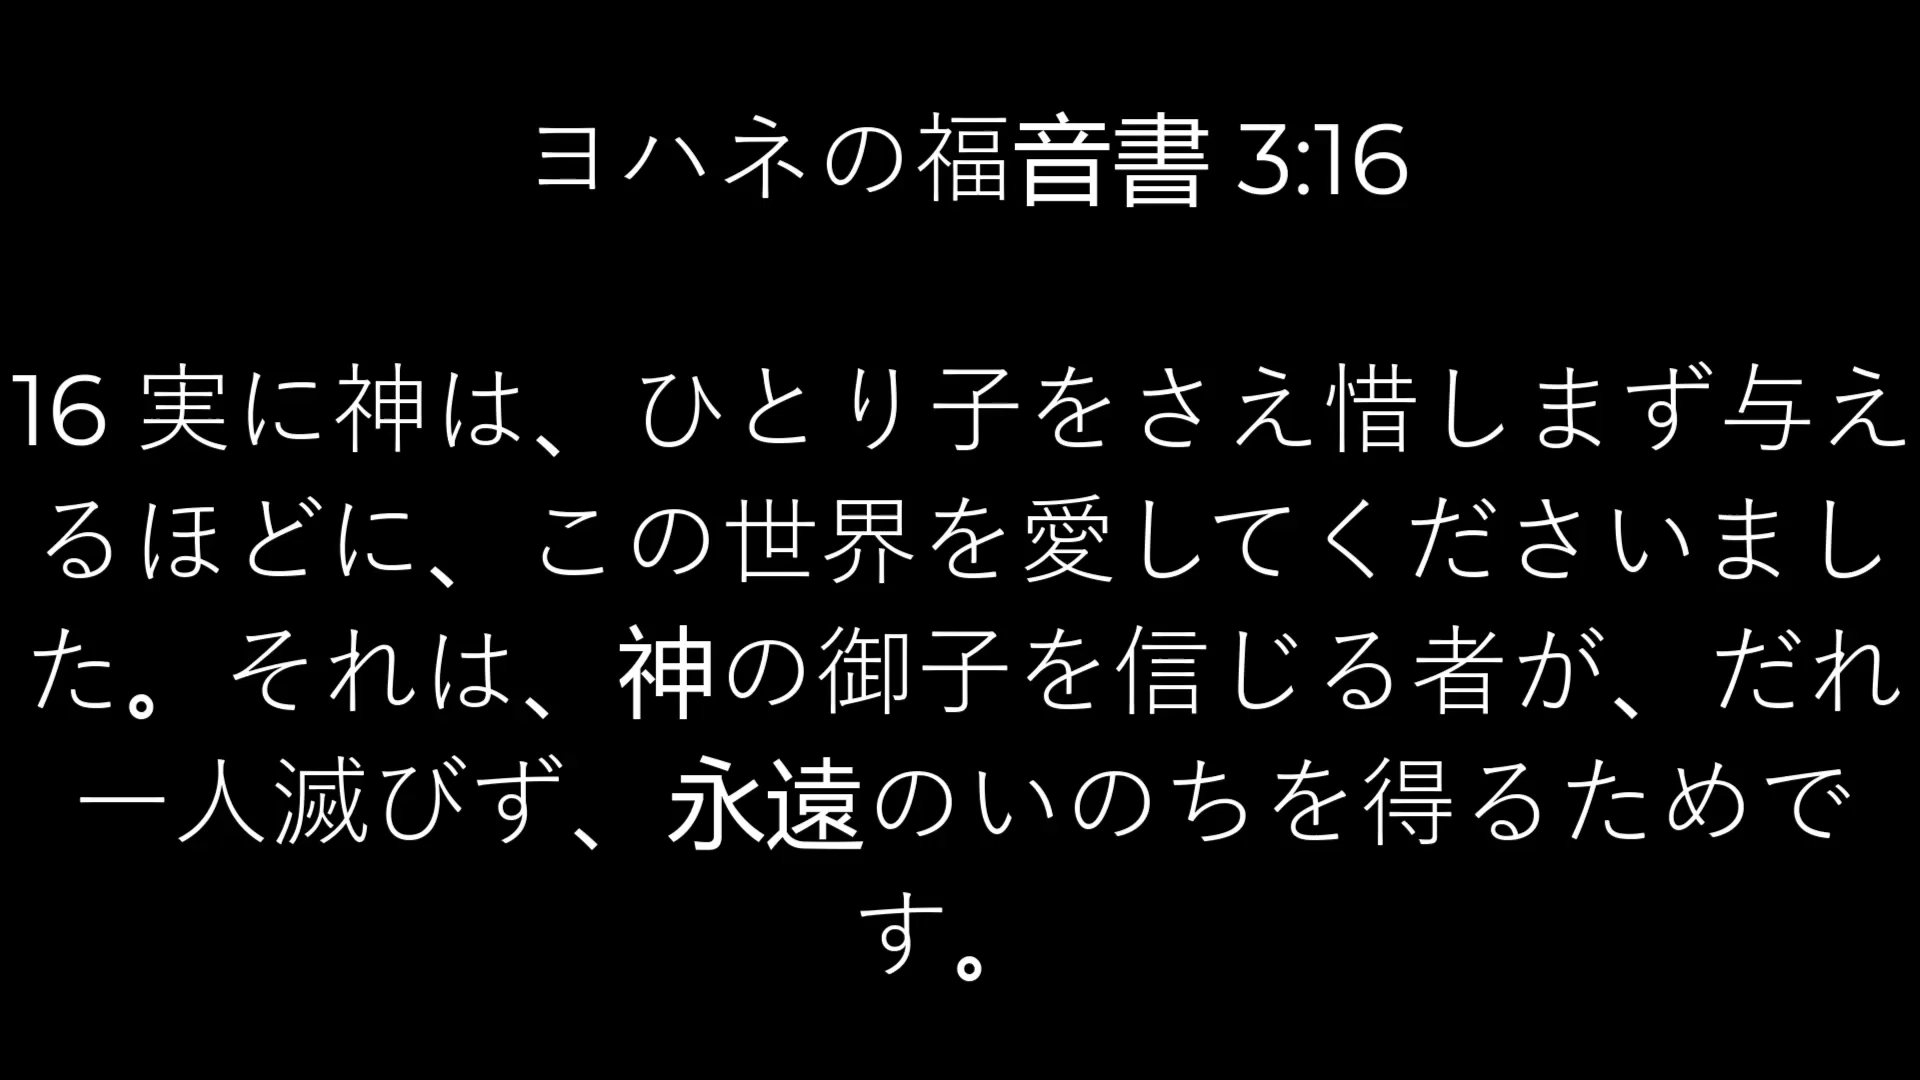 ヨハネの福音書 3:16
16 実に神は、ひとり子をさえ惜しまず与え
るほどに、この世界を愛してくださいまし
た。それは、神の御子を信じる者が、だれ
一人滅びず、永遠のいのちを得るためで
す。